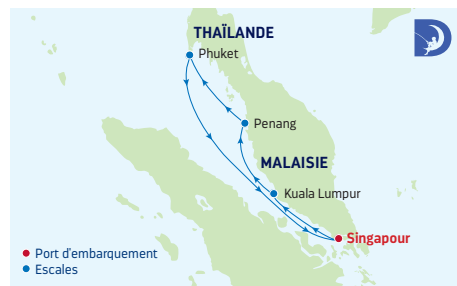 THAÏLANDE
Phuket
Penang
MALAISIE
Kuala Lumpur
Singapour
Port d'embarquement
Escales